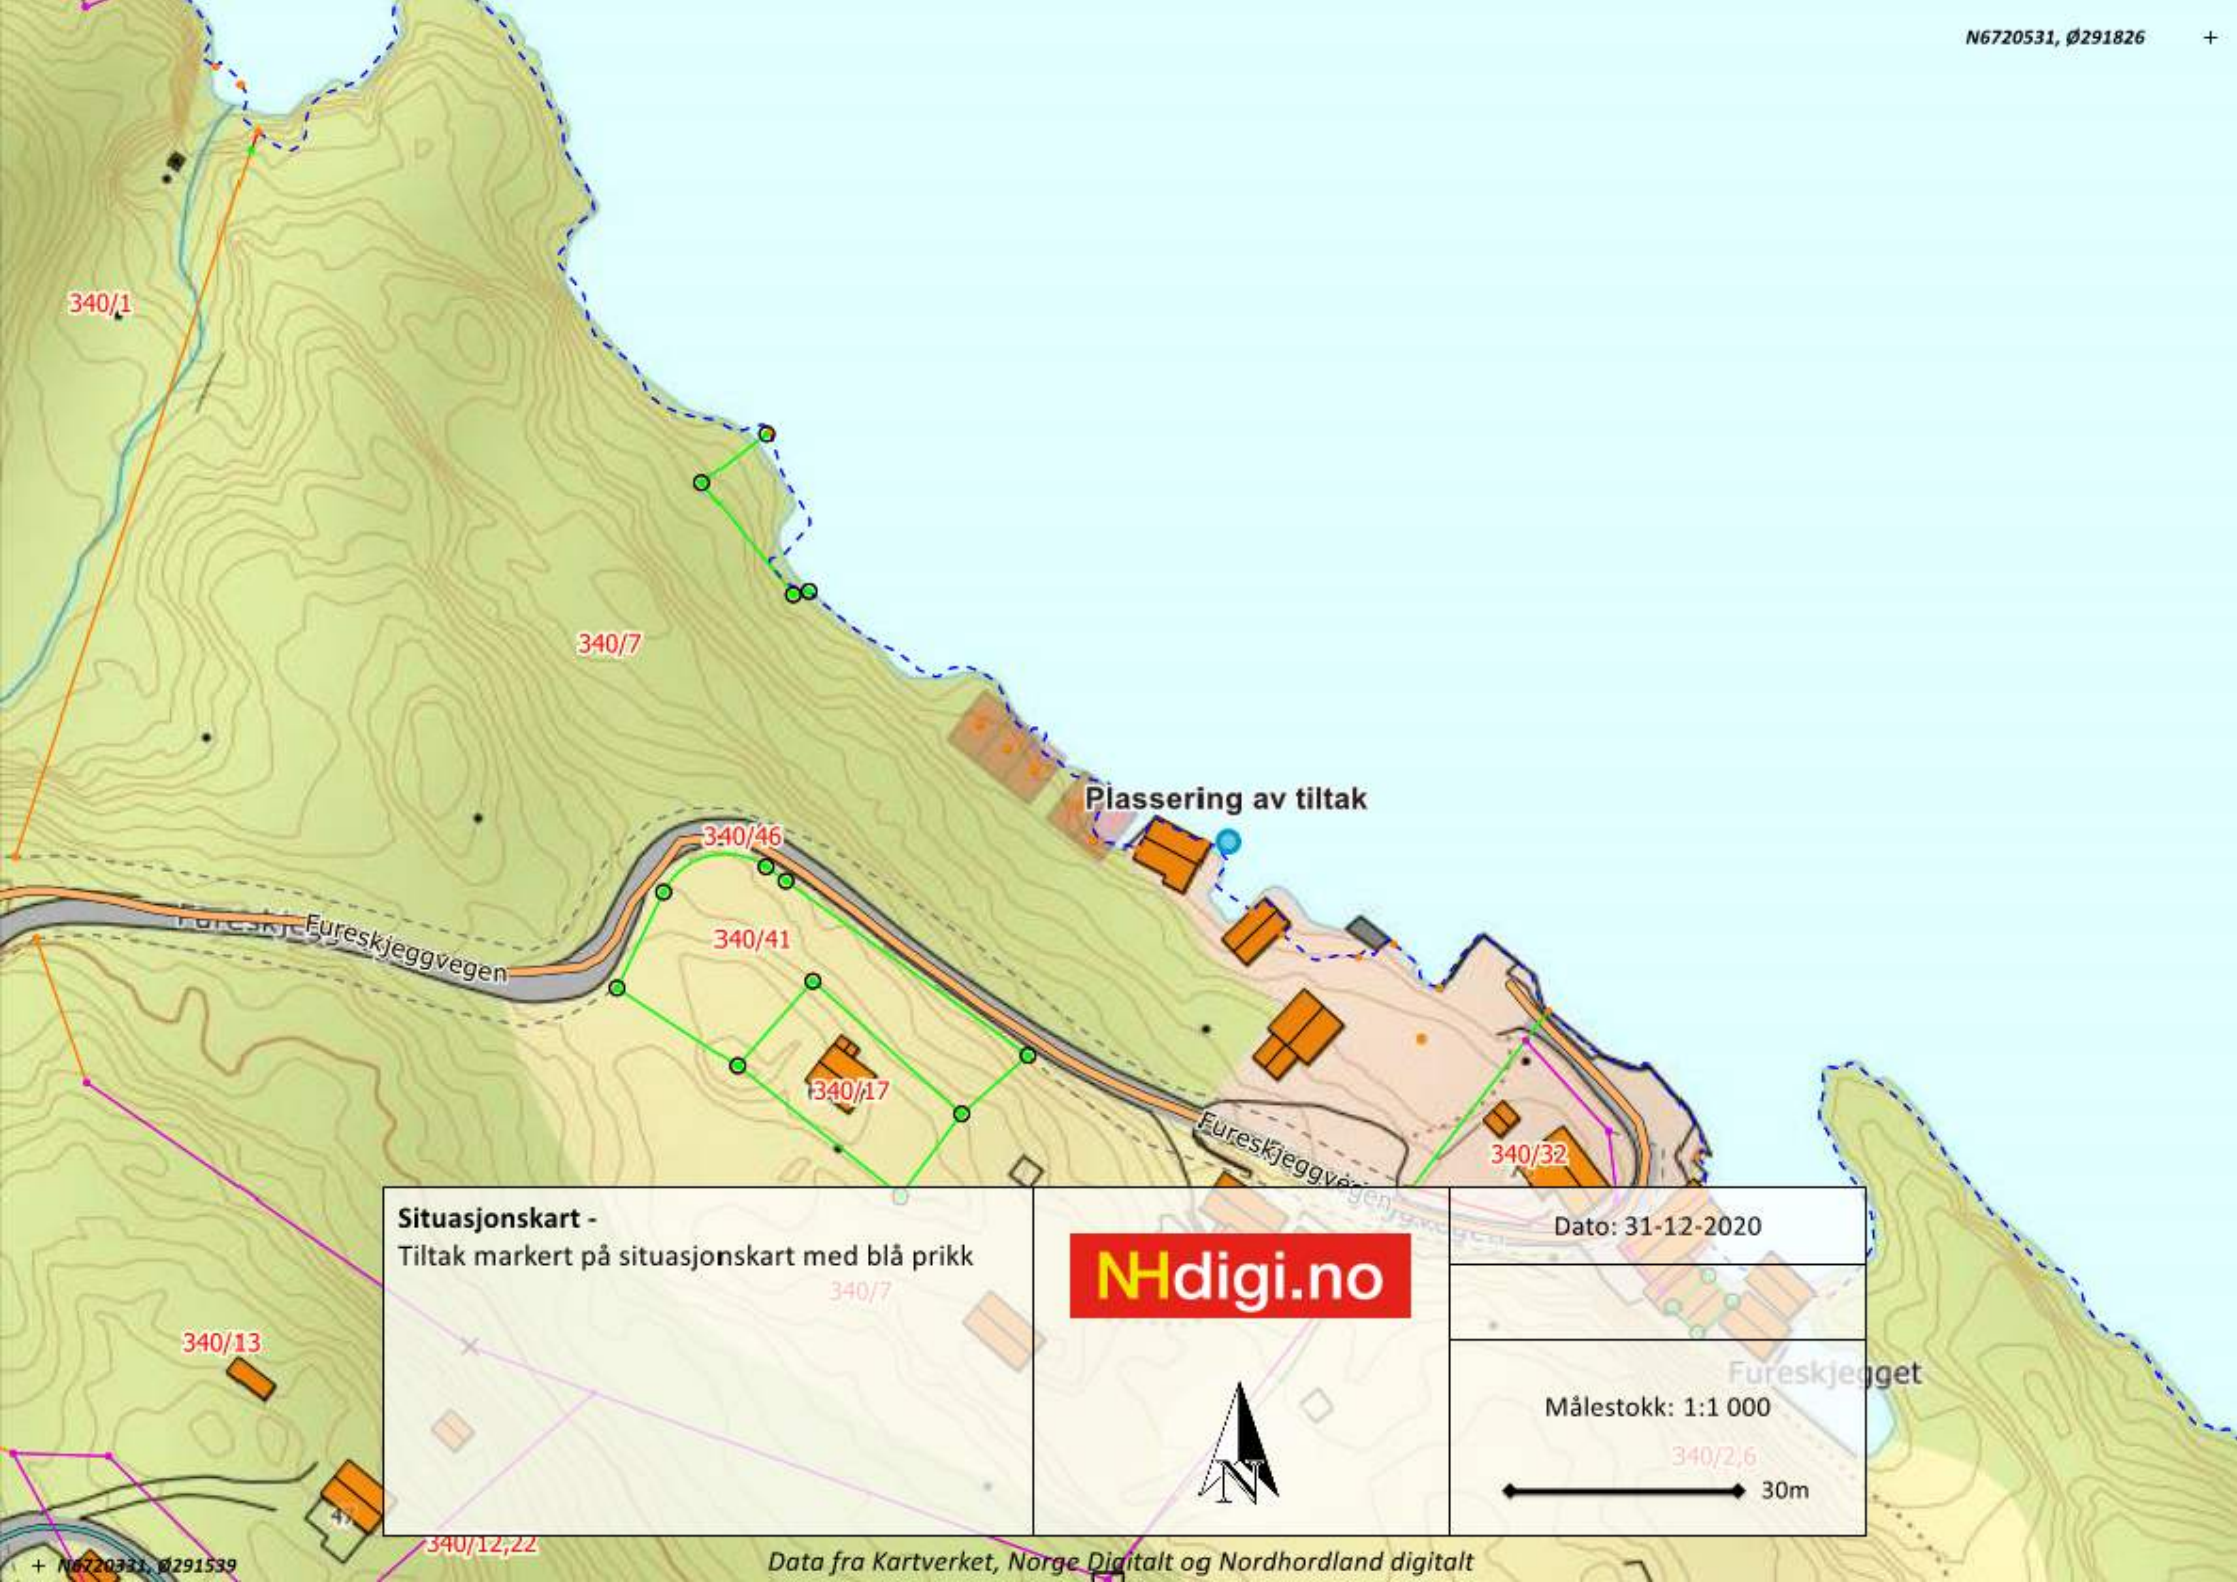 N6720531, Ø291826
340/1
340/7
Plassering av tiltak
340/46
340/41
Fureskjeggvegen
340/17
Fureskjeggvegen
340/32
Situasjonskart -
Tiltak markert på situasjonskart med blå prikk
340/7
NHdigi.no
N
Dato: 31-12-2020
340/13
Fureskjegget
Målestokk: 1:1 000
340/2,6
30m
47
340/12,22
N6720331, Ø291539
Data fra Kartverket, Norge Digitalt og Nordhordland digitalt